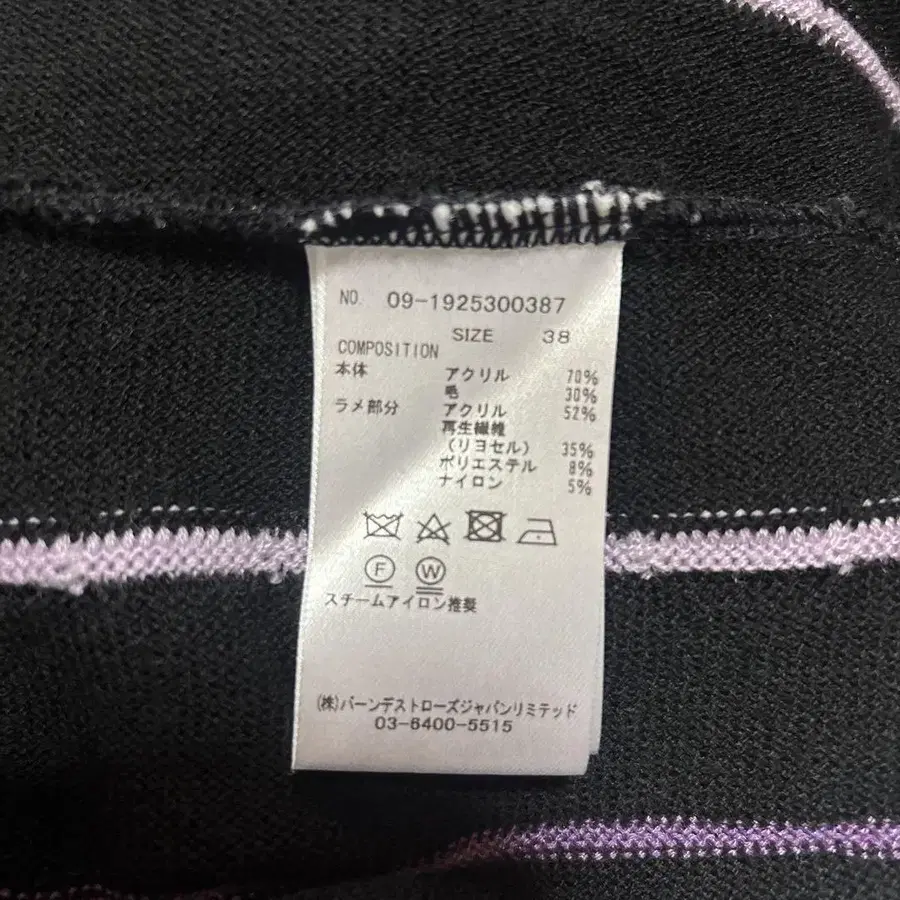 NO. 09-1925300387
SIZE 38
COMPOSITION
本体 アクリル 70%
毛 30%
ラメ部分 アクリル 52%
再生繊維
(リヨセル) 35%
ポリエステル 8%
ナイロン 5%
F W
スチームアイロン推奨
(株)バーンデストローズジャパンリミテッド
03-6400-5515